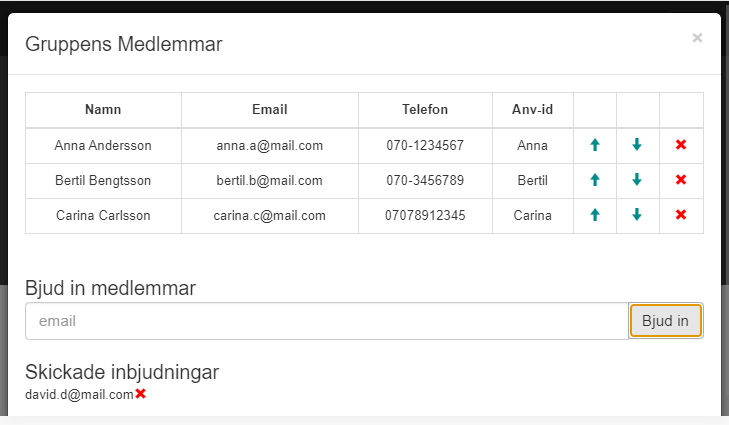 Gruppens Medlemmar ×
Namn Email Telefon Anv-id
Anna Andersson anna.a@mail.com 070-1234567 Anna
Bertil Bengtsson bertil.b@mail.com 070-3456789 Bertil
Carina Carlsson carina.c@mail.com 07078912345 Carina
Bjud in medlemmar
email Bjud in
Skickade inbjudningar
david.d@mail.com